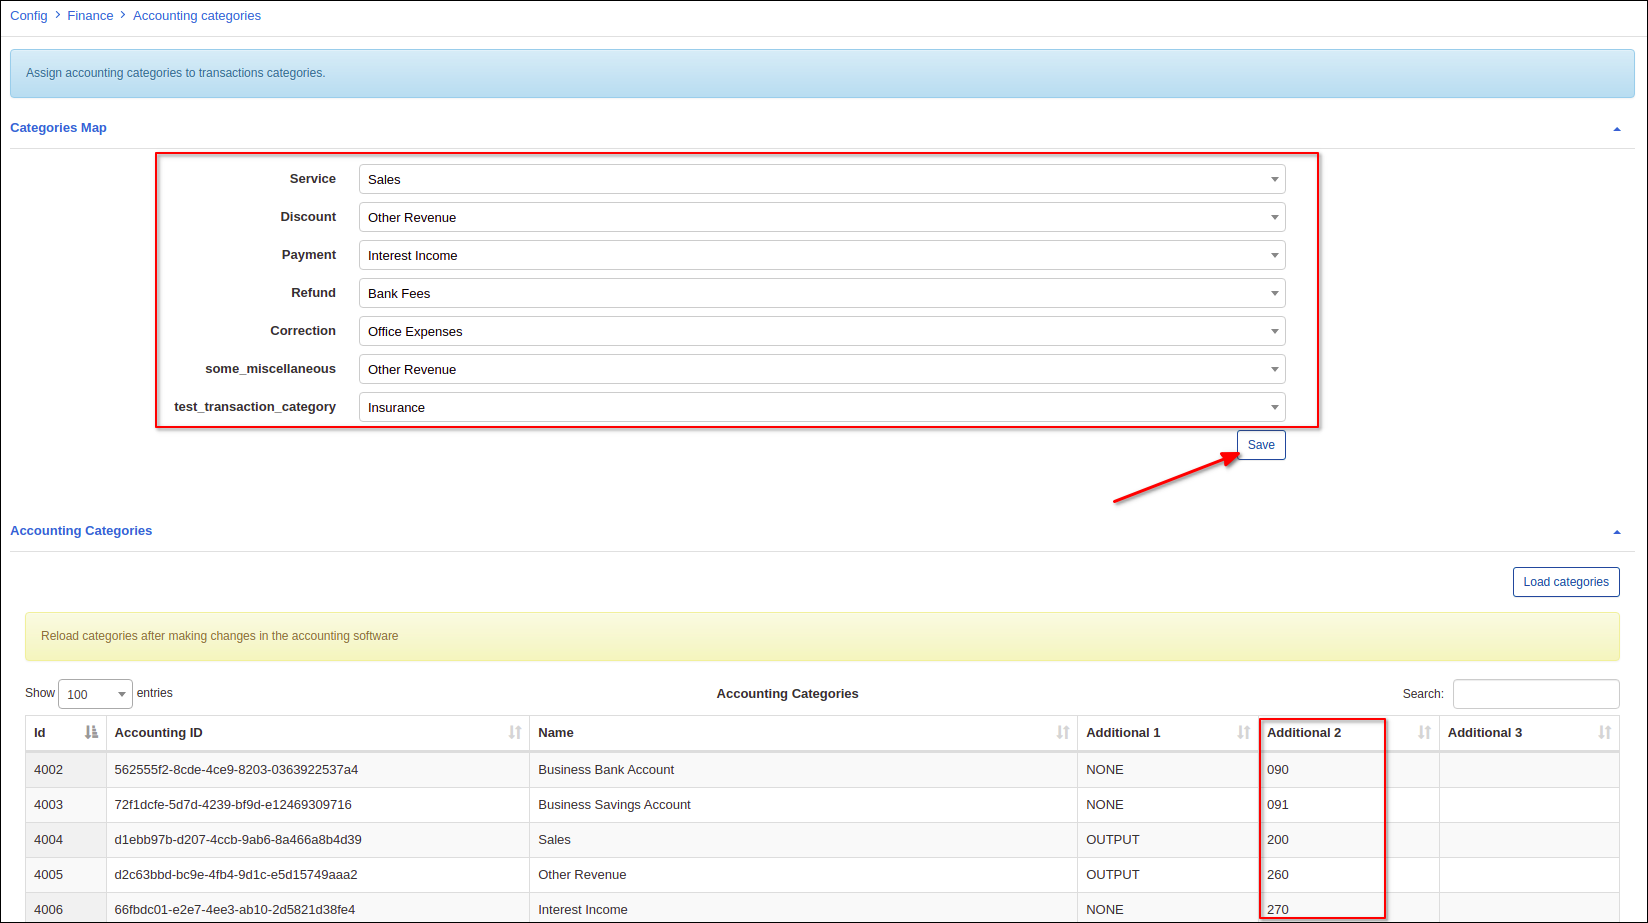 Config > Finance > Accounting categories
Assign accounting categories to transactions categories.
Categories Map
Service Sales
Discount Other Revenue
Payment Interest Income
Refund Bank Fees
Correction Office Expenses
some_miscellaneous Other Revenue
test_transaction_category Insurance
Save
Accounting Categories
Load categories
Reload categories after making changes in the accounting software
Show 100 entries Accounting Categories Search:
Id Accounting ID Name Additional 1 Additional 2 Additional 3
4002 562555f2-8cde-4ce9-8203-0363922537a4 Business Bank Account NONE 090
4003 72f1dcfe-5d7d-4239-bf9d-e12469309716 Business Savings Account NONE 091
4004 d1ebb97b-d207-4ccb-9ab6-8a466a8b4d39 Sales OUTPUT 200
4005 d2c63bbd-bc9e-4fb4-9d1c-e5d15749aaa2 Other Revenue OUTPUT 260
4006 66fbdc01-e2e7-4ee3-ab10-2d5821d38fe4 Interest Income NONE 270